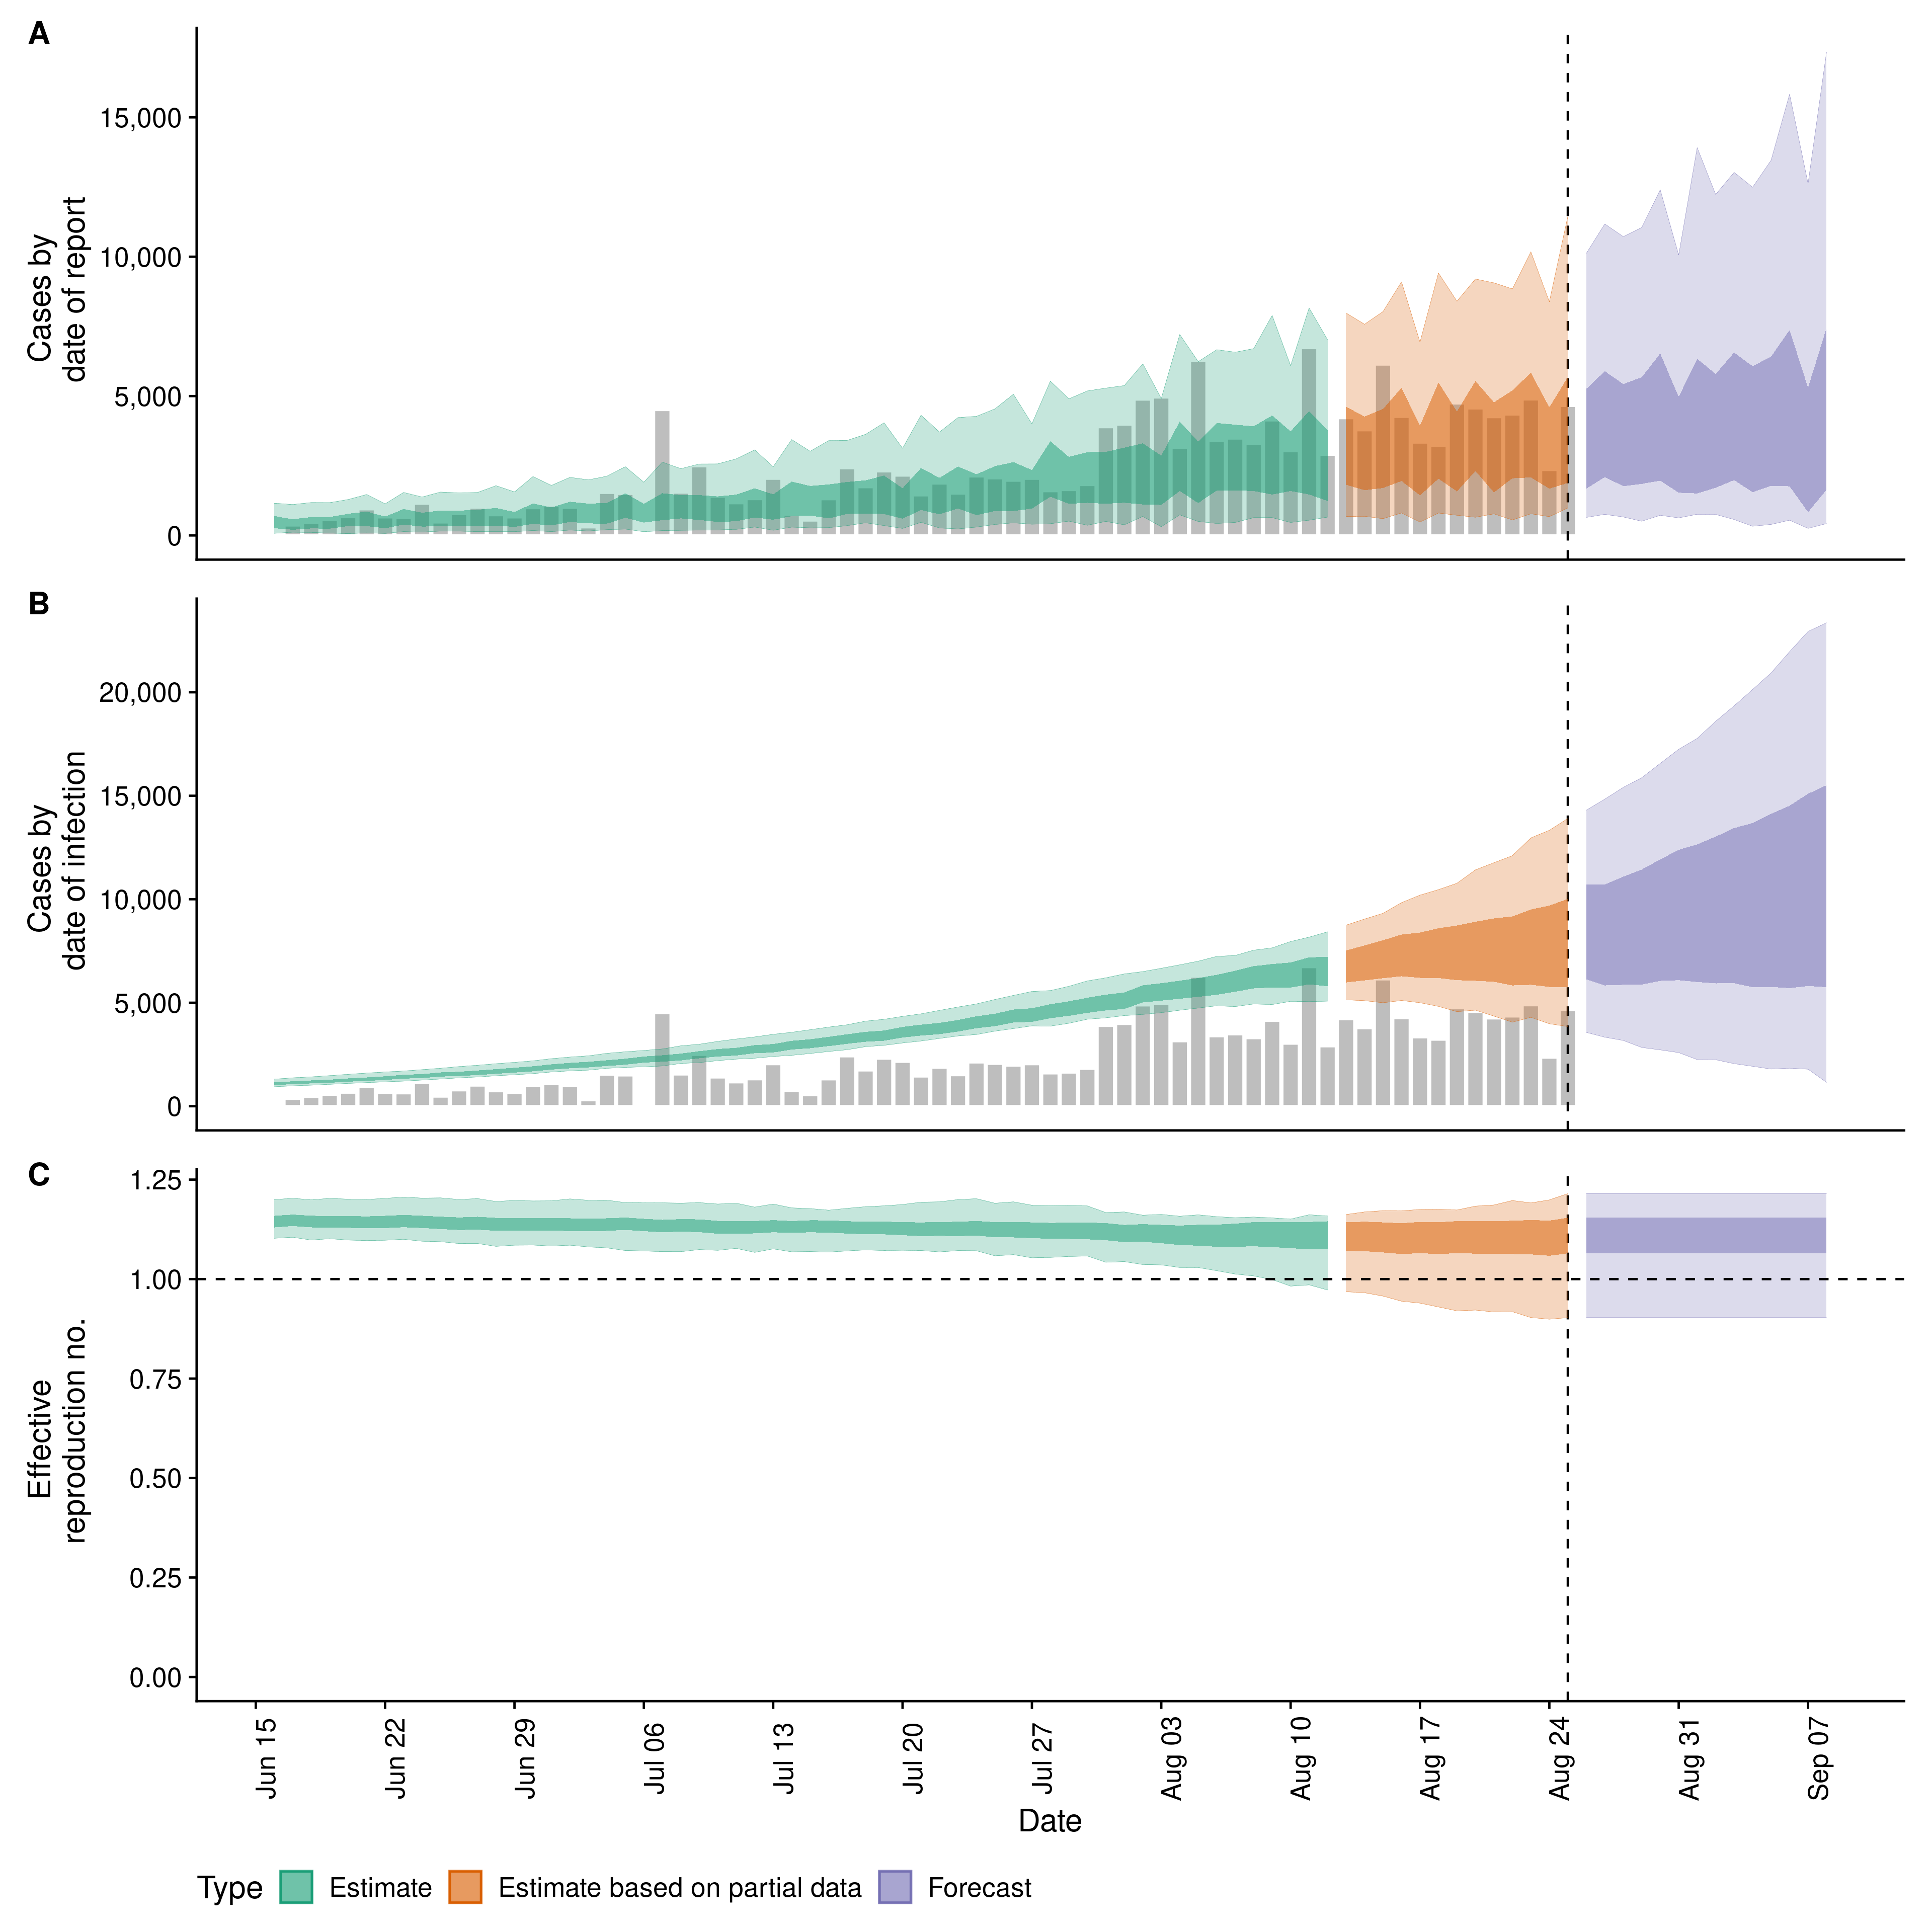 A
15,000
10,000
5,000
0
Cases by
date of report
B
20,000
15,000
10,000
5,000
0
Cases by
date of infection
C
1.25
1.00
0.75
0.50
0.25
0.00
Effective
reproduction no.
Jun 15
Jun 22
Jun 29
Jul 06
Jul 13
Jul 20
Jul 27
Aug 03
Aug 10
Aug 17
Aug 24
Aug 31
Sep 07
Date
Type Estimate Estimate based on partial data Forecast